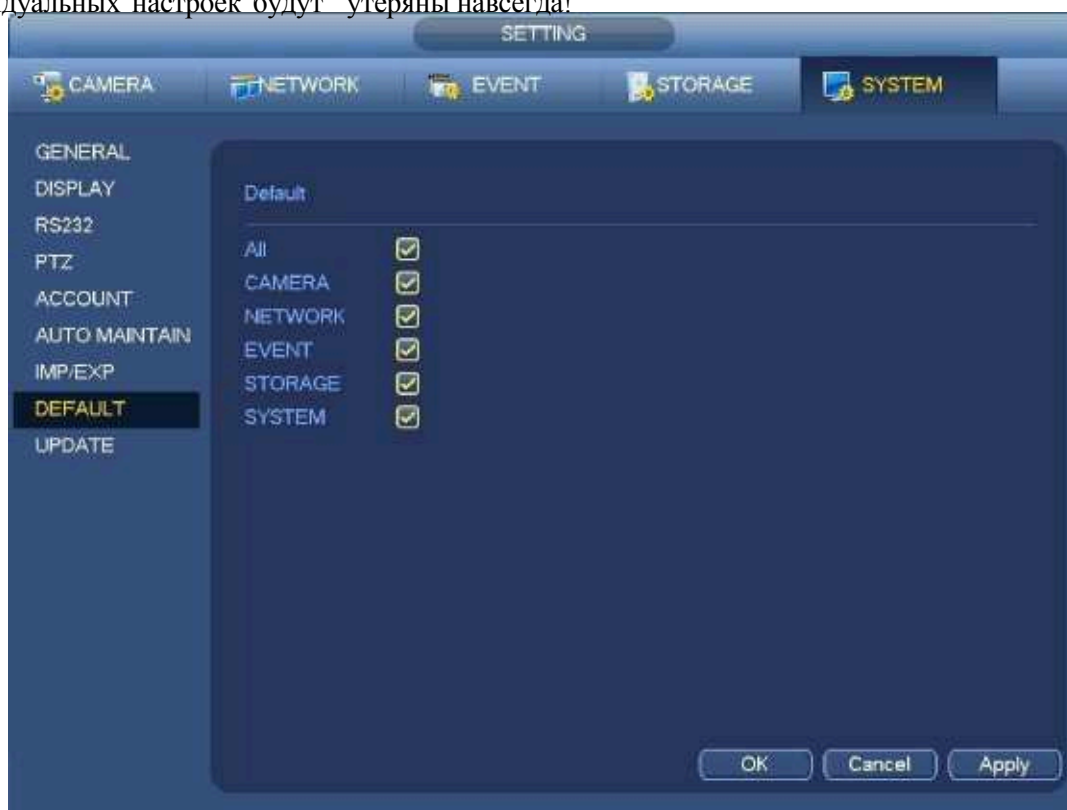 дуальных настроек будут утеряны навсегда!
SETTING
CAMERA NETWORK EVENT STORAGE SYSTEM
GENERAL
DISPLAY
RS232
PTZ
ACCOUNT
AUTO MAINTAIN
IMP/EXP
DEFAULT
UPDATE
Default
All
CAMERA
NETWORK
EVENT
STORAGE
SYSTEM
OK Cancel Apply